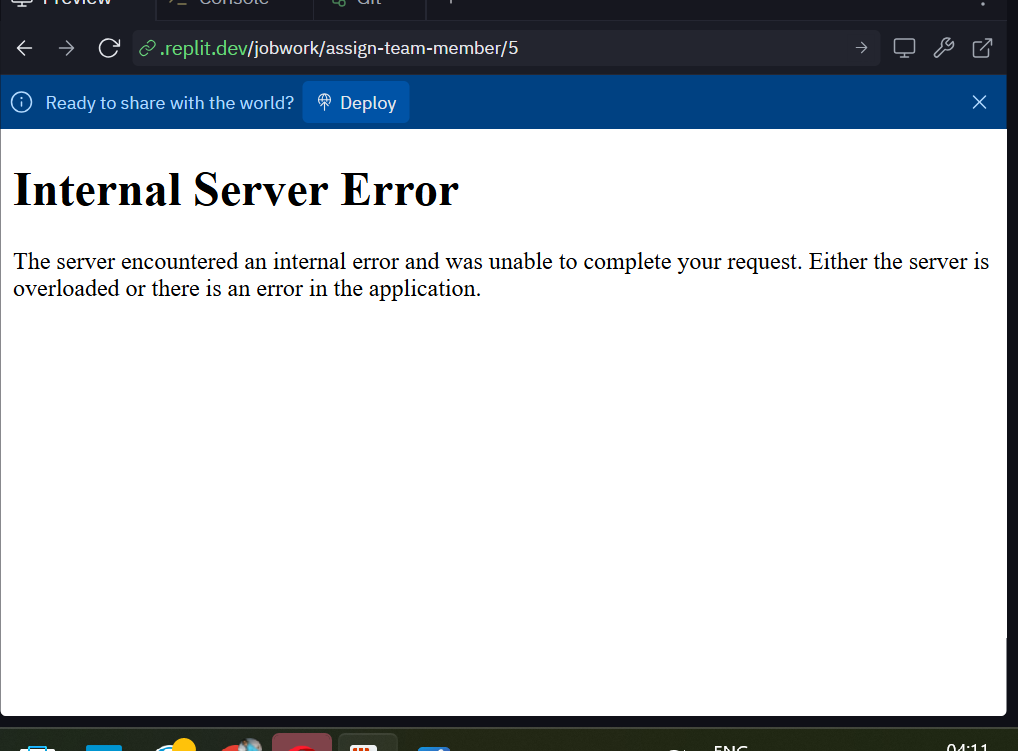 Preview
Console
Git
.replit.dev/jobwork/assign-team-member/5
Ready to share with the world?
Deploy
Internal Server Error
The server encountered an internal error and was unable to complete your request. Either the server is
overloaded or there is an error in the application.
ENG
04:11